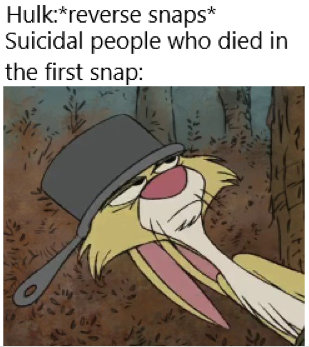 Hulk:*reverse snaps*
Suicidal people who died in
the first snap: